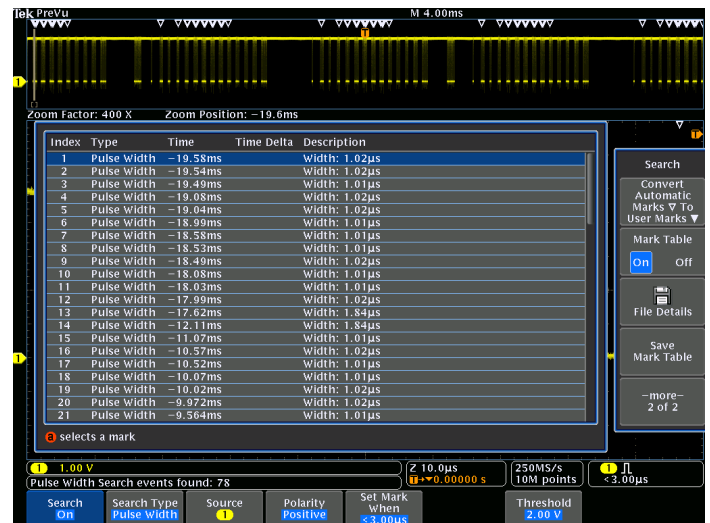 Tek PreVu M 4.00ms
T
1
Zoom Factor: 400 X Zoom Position: −19.6ms
Index Type Time Time Delta Description
1 Pulse Width −19.58ms Width: 1.02µs
2 Pulse Width −19.54ms Width: 1.02µs
3 Pulse Width −19.49ms Width: 1.01µs
4 Pulse Width −19.08ms Width: 1.02µs
5 Pulse Width −19.04ms Width: 1.02µs
6 Pulse Width −18.99ms Width: 1.01µs
7 Pulse Width −18.58ms Width: 1.01µs
8 Pulse Width −18.53ms Width: 1.01µs
9 Pulse Width −18.49ms Width: 1.02µs
10 Pulse Width −18.08ms Width: 1.01µs
11 Pulse Width −18.03ms Width: 1.01µs
12 Pulse Width −17.99ms Width: 1.02µs
13 Pulse Width −17.62ms Width: 1.84µs
14 Pulse Width −12.11ms Width: 1.84µs
15 Pulse Width −11.07ms Width: 1.01µs
16 Pulse Width −10.57ms Width: 1.02µs
17 Pulse Width −10.52ms Width: 1.01µs
18 Pulse Width −10.07ms Width: 1.01µs
19 Pulse Width −10.02ms Width: 1.02µs
20 Pulse Width −9.972ms Width: 1.02µs
21 Pulse Width −9.564ms Width: 1.01µs
a selects a mark
T
Search
Convert
Automatic
Marks ∇ To
User Marks ▼
Mark Table
On Off
File Details
Save
Mark Table
−more−
2 of 2
1
1 1.00 V
Z 10.0µs
T→▼0.00000 s
250MS/s
10M points
1
<3.00µs
Pulse Width Search events found: 78
Search
On
Search Type
Pulse Width
Source
1
Polarity
Positive
Set Mark
When
<3.00µs
Threshold
2.00 V